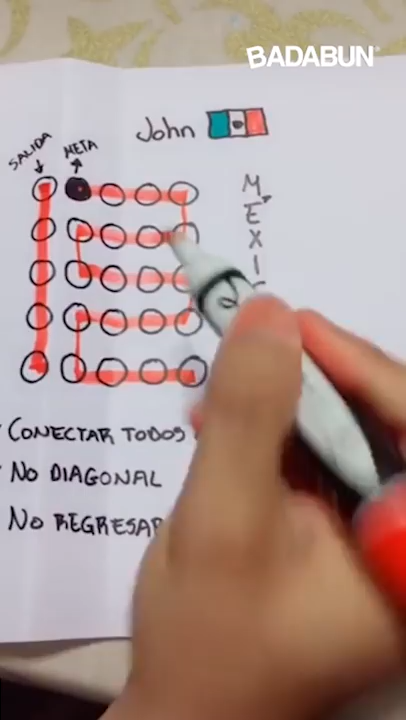 BADABUN®
John
SALIDA META
M
E
X
I
CONECTAR TODOS
NO DIAGONAL
NO REGRESAR